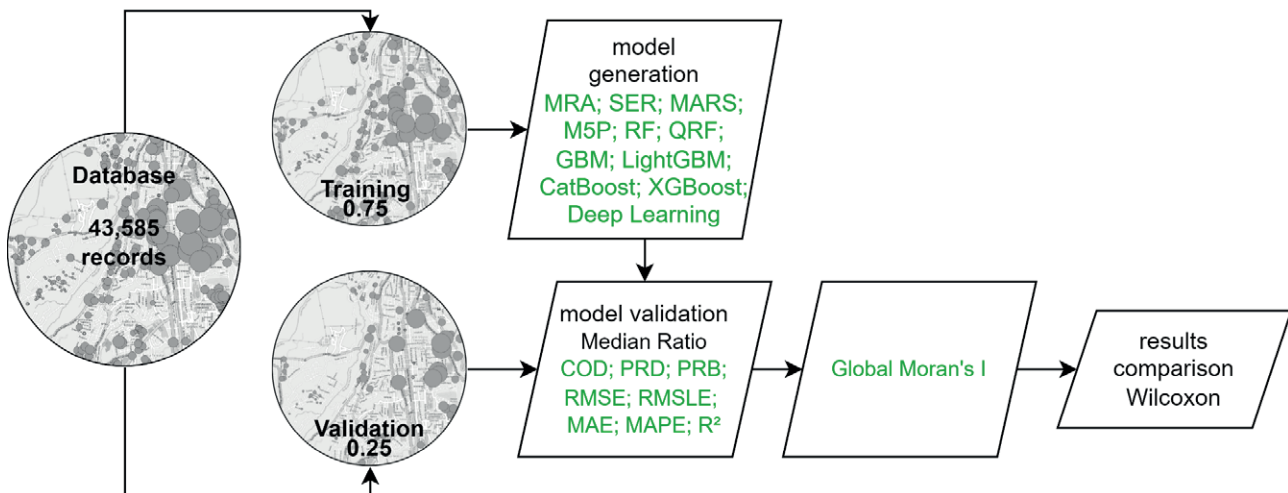 Database
43,585
records
Training
0.75
model
generation
MRA; SER; MARS;
M5P; RF; QRF;
GBM; LightGBM;
CatBoost; XGBoost;
Deep Learning
Validation
0.25
model validation
Median Ratio
COD; PRD; PRB;
RMSE; RMSLE;
MAE; MAPE; R²
Global Moran's I
results
comparison
Wilcoxon